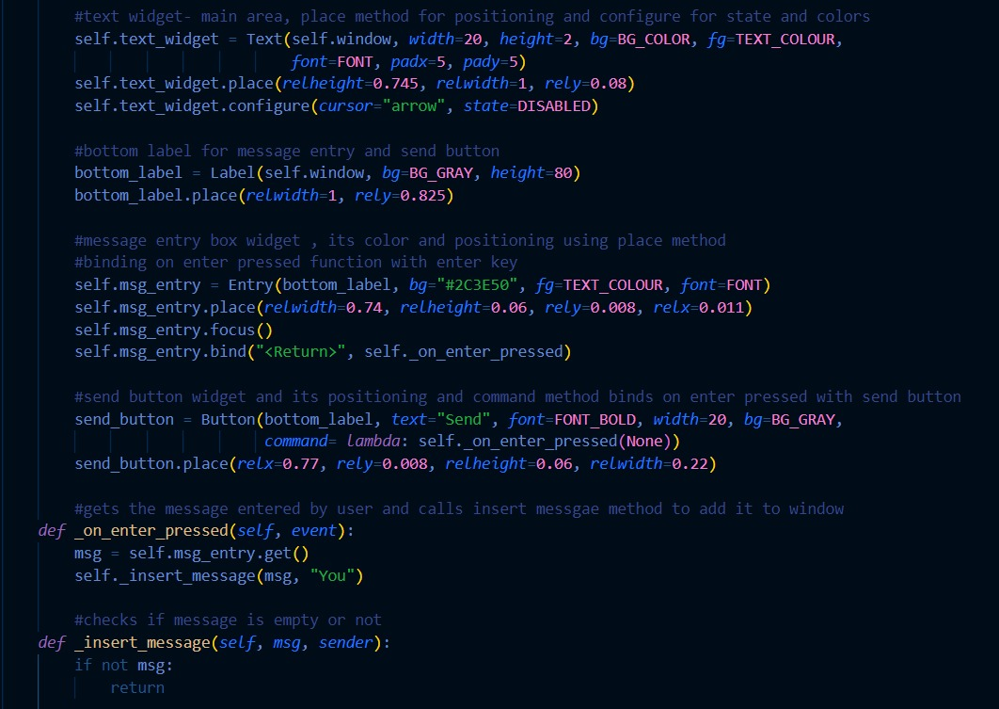 #text widget- main area, place method for positioning and configure for state and colors
self.text_widget = Text(self.window, width=20, height=2, bg=BG_COLOR, fg=TEXT_COLOUR,
font=FONT, padx=5, pady=5)
self.text_widget.place(relheight=0.745, relwidth=1, rely=0.08)
self.text_widget.configure(cursor="arrow", state=DISABLED)
#bottom label for message entry and send button
bottom_label = Label(self.window, bg=BG_GRAY, height=80)
bottom_label.place(relwidth=1, rely=0.825)
#message entry box widget , its color and positioning using place method
#binding on enter pressed function with enter key
self.msg_entry = Entry(bottom_label, bg="#2C3E50", fg=TEXT_COLOUR, font=FONT)
self.msg_entry.place(relwidth=0.74, relheight=0.06, rely=0.008, relx=0.011)
self.msg_entry.focus()
self.msg_entry.bind("<Return>", self._on_enter_pressed)
#send button widget and its positioning and command method binds on enter pressed with send button
send_button = Button(bottom_label, text="Send", font=FONT_BOLD, width=20, bg=BG_GRAY,
command= lambda: self._on_enter_pressed(None))
send_button.place(relx=0.77, rely=0.008, relheight=0.06, relwidth=0.22)
#gets the message entered by user and calls insert messgae method to add it to window
def _on_enter_pressed(self, event):
msg = self.msg_entry.get()
self._insert_message(msg, "You")
#checks if message is empty or not
def _insert_message(self, msg, sender):
if not msg:
return